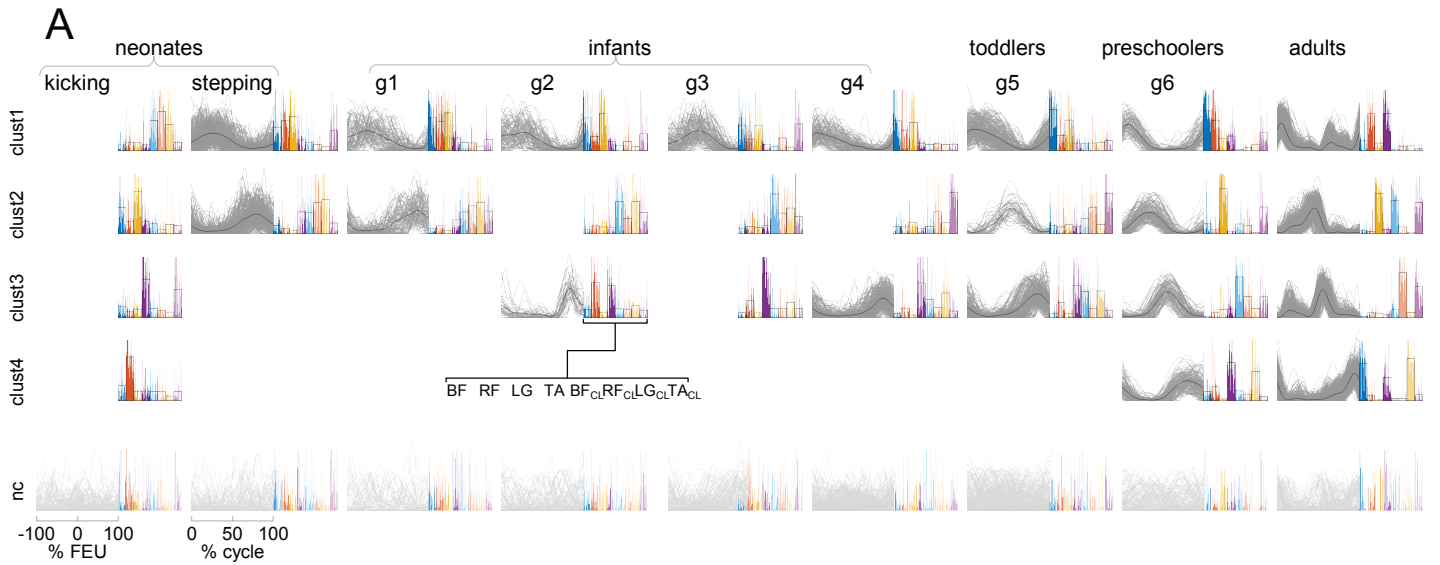 A
neonates infants toddlers preschoolers adults
kicking stepping g1 g2 g3 g4 g5 g6
clust1
clust2
clust3
clust4
BF RF LG TA BFCL RFCL LGCL TACL
nc
-100 0 100 0 50 100
% FEU % cycle